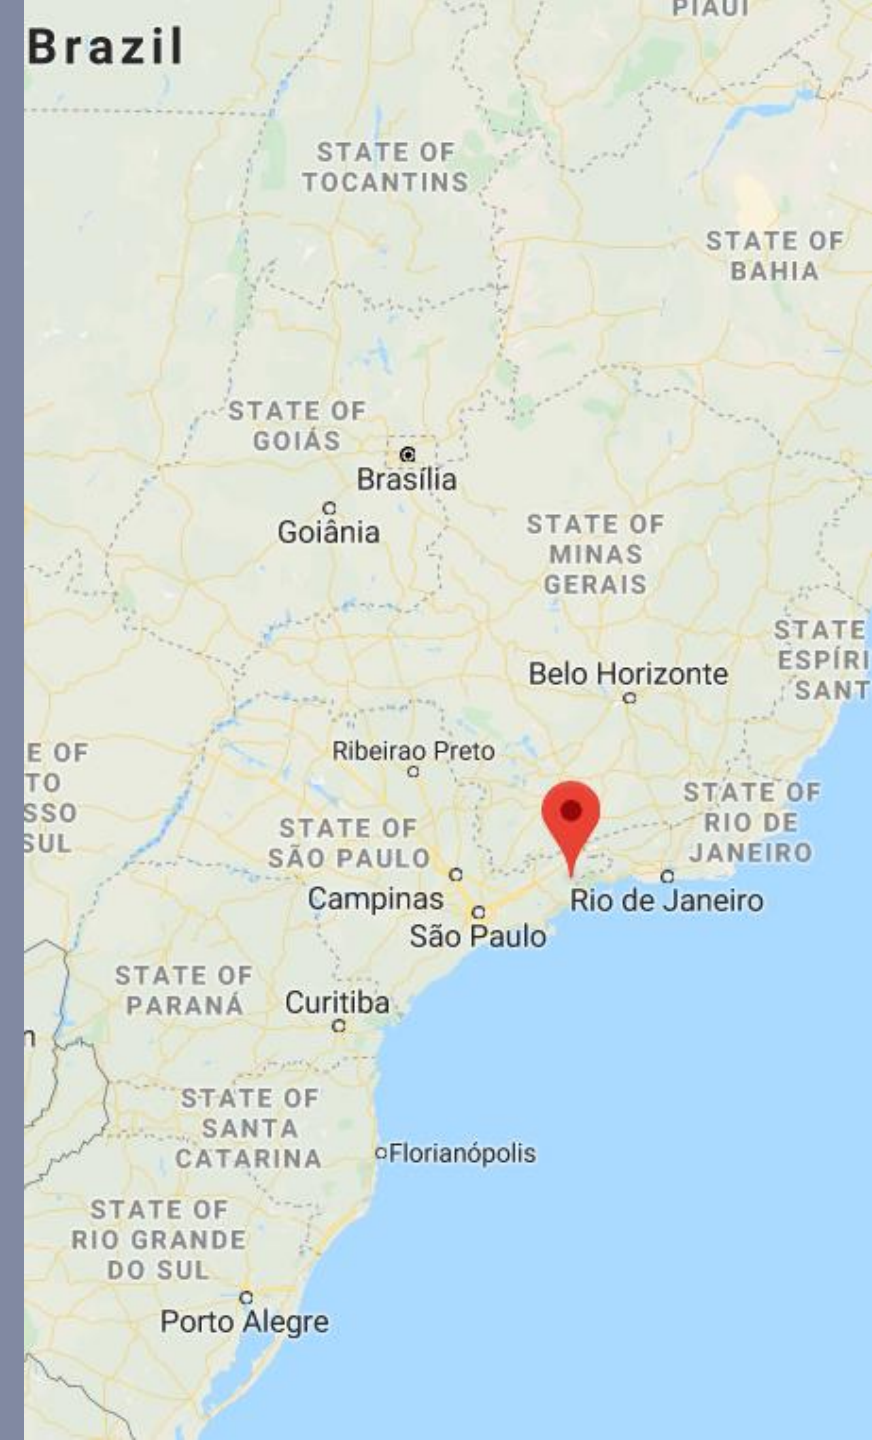 PIAUÍ
Brazil
STATE OF
TOCANTINS
STATE OF
BAHIA
STATE OF
GOIÁS
Brasília
Goiânia
STATE OF
MINAS
GERAIS
STATE
ESPÍRI
SANT
Belo Horizonte
Ribeirao Preto
E OF
TO
SSO
SUL
STATE OF
RIO DE
JANEIRO
STATE OF
SÃO PAULO
Campinas
Rio de Janeiro
São Paulo
STATE OF
PARANÁ
Curitiba
n
STATE OF
SANTA
CATARINA
Florianópolis
STATE OF
RIO GRANDE
DO SUL
Porto Alegre